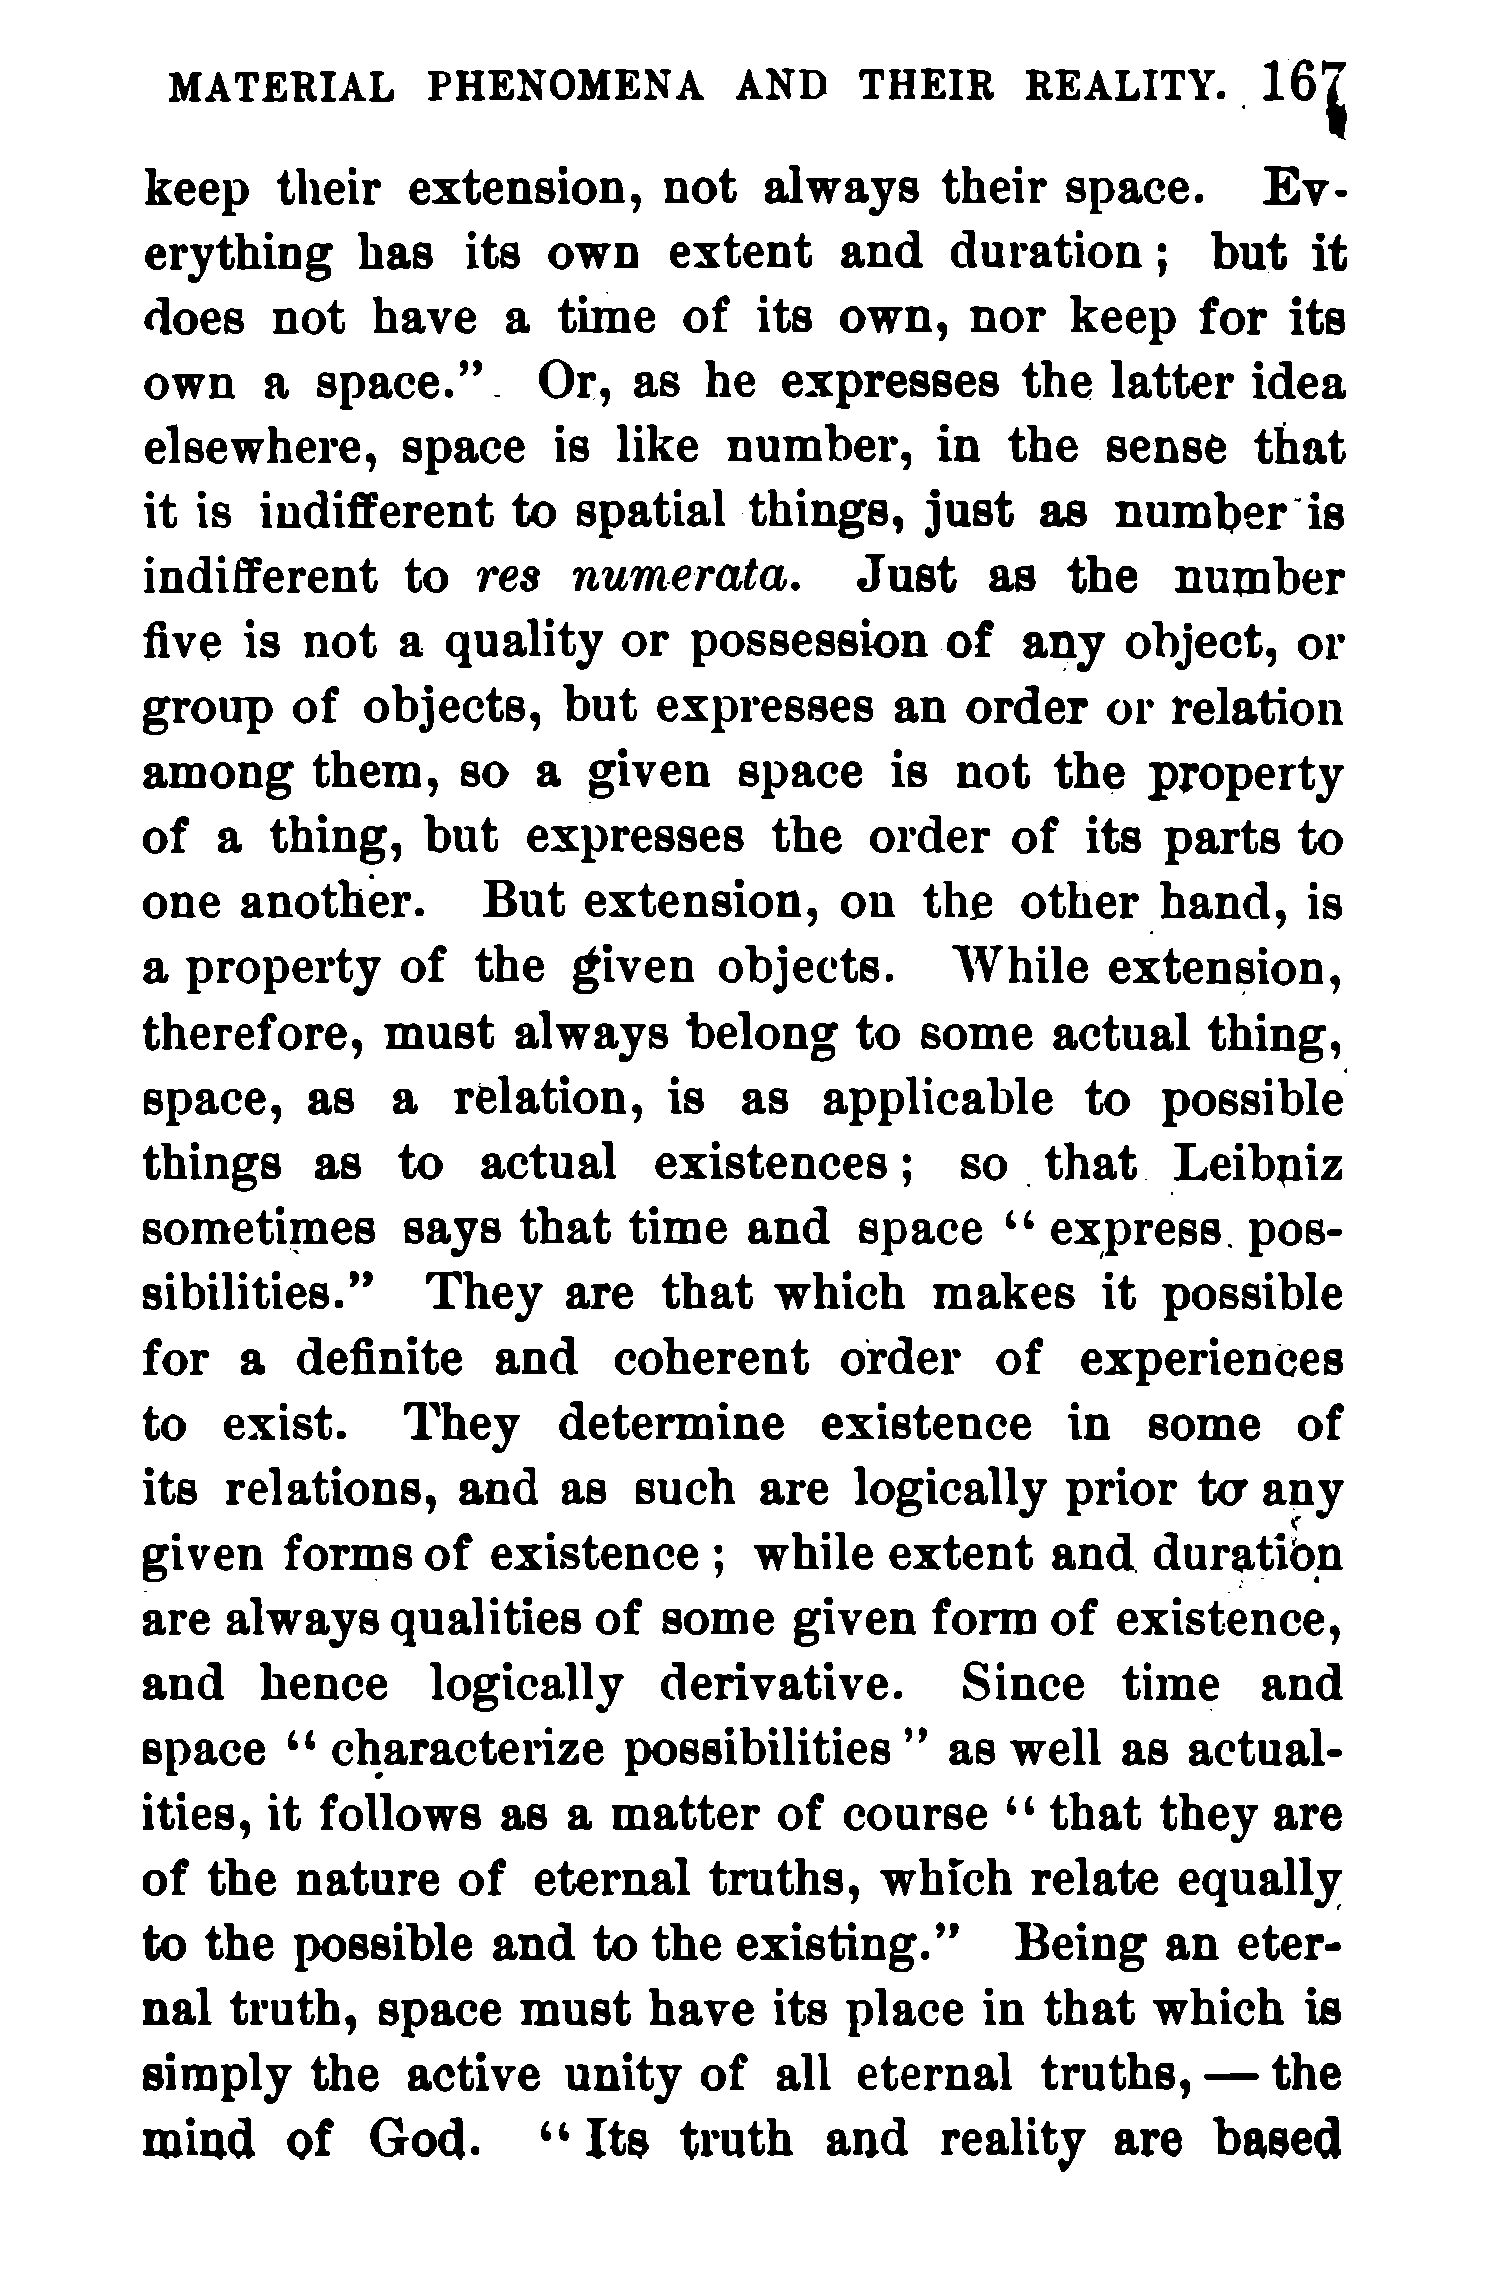 MATERIAL PHENOMENA AND THEIR REALITY. 167
keep their extension, not always their space. Ev-
erything has its own extent and duration; but it
does not have a time of its own, nor keep for its
own a space." Or, as he expresses the latter idea
elsewhere, space is like number, in the sense that
it is indifferent to spatial things, just as number is
indifferent to res numerata. Just as the number
five is not a quality or possession of any object, or
group of objects, but expresses an order or relation
among them, so a given space is not the property
of a thing, but expresses the order of its parts to
one another. But extension, on the other hand, is
a property of the given objects. While extension,
therefore, must always belong to some actual thing,
space, as a relation, is as applicable to possible
things as to actual existences; so that Leibniz
sometimes says that time and space "express pos-
sibilities." They are that which makes it possible
for a definite and coherent order of experiences
to exist. They determine existence in some of
its relations, and as such are logically prior to any
given forms of existence; while extent and duration
are always qualities of some given form of existence,
and hence logically derivative. Since time and
space "characterize possibilities" as well as actual-
ities, it follows as a matter of course "that they are
of the nature of eternal truths, which relate equally
to the possible and to the existing." Being an eter-
nal truth, space must have its place in that which is
simply the active unity of all eternal truths, — the
mind of God. "Its truth and reality are based